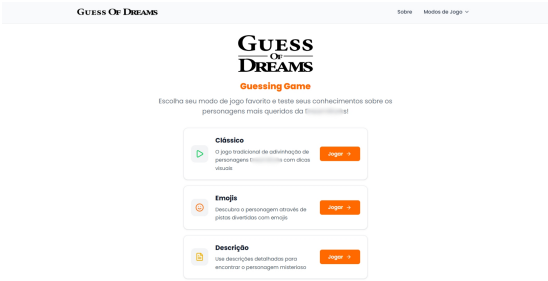 GUESS OF DREAMS
Sobre
Modos de Jogo
GUESS
OF
DREAMS
Guessing Game
Escolha seu modo de jogo favorito e teste seus conhecimentos sobre os
personagens mais queridos da
Clássico
O jogo tradicional de adivinhação de
personagens com dicas
visuais
Jogar →
Emojis
Descubra o personagem através de
pistas divertidas com emojis
Jogar →
Descrição
Use descrições detalhadas para
encontrar o personagem misterioso
Jogar →